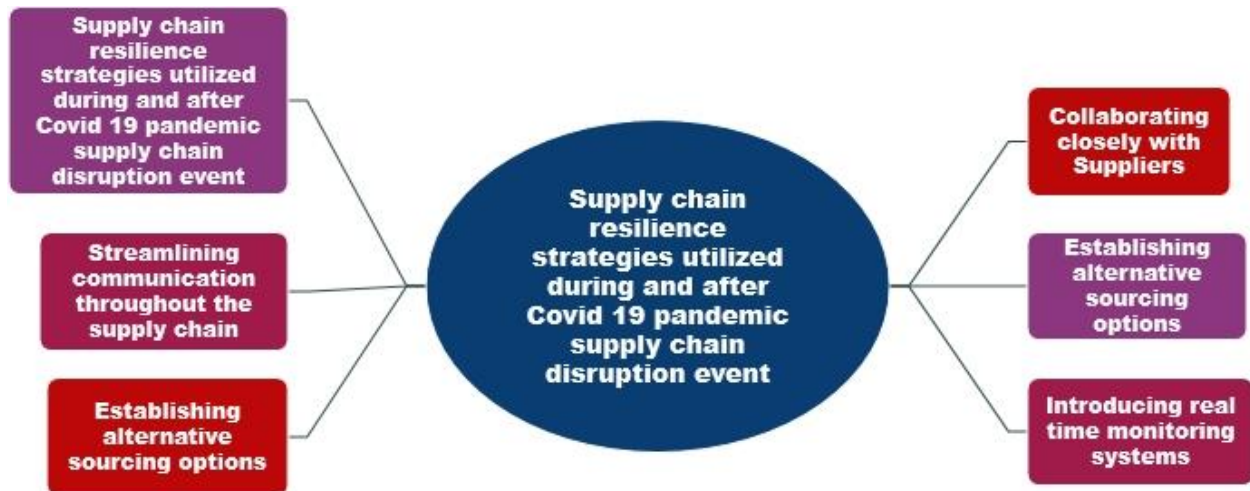 Supply chain
resilience
strategies utilized
during and after
Covid 19 pandemic
supply chain
disruption event
Streamlining
communication
throughout the
supply chain
Establishing
alternative
sourcing options
Supply chain
resilience
strategies utilized
during and after
Covid 19 pandemic
supply chain
disruption event
Collaborating
closely with
Suppliers
Establishing
alternative
sourcing
options
Introducing real
time monitoring
systems